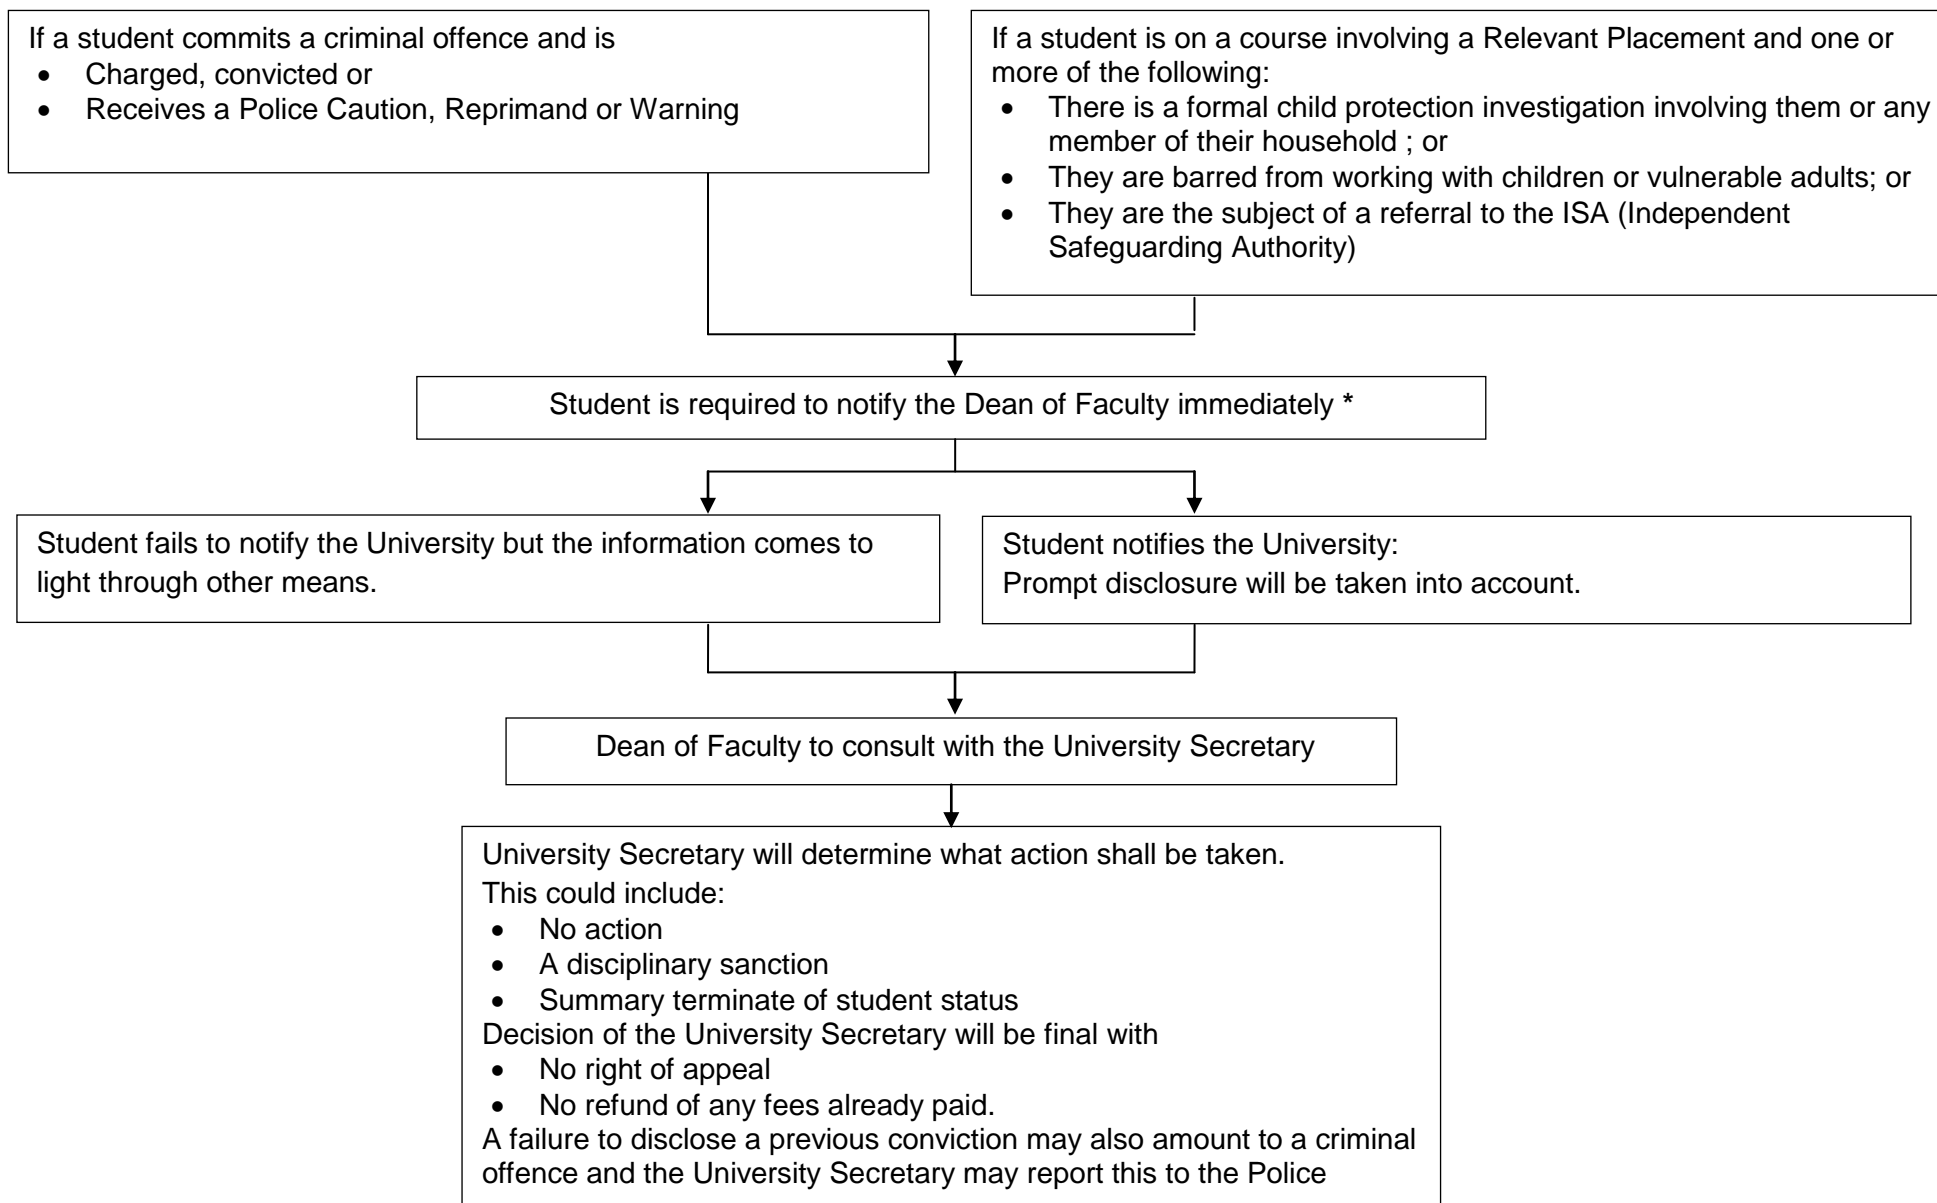 If a student commits a criminal offence and is
• Charged, convicted or
• Receives a Police Caution, Reprimand or Warning
If a student is on a course involving a Relevant Placement and one or
more of the following:
• There is a formal child protection investigation involving them or any
member of their household ; or
• They are barred from working with children or vulnerable adults; or
• They are the subject of a referral to the ISA (Independent
Safeguarding Authority)
Student is required to notify the Dean of Faculty immediately *
Student fails to notify the University but the information comes to
light through other means.
Student notifies the University:
Prompt disclosure will be taken into account.
Dean of Faculty to consult with the University Secretary
University Secretary will determine what action shall be taken.
This could include:
• No action
• A disciplinary sanction
• Summary terminate of student status
Decision of the University Secretary will be final with
• No right of appeal
• No refund of any fees already paid.
A failure to disclose a previous conviction may also amount to a criminal
offence and the University Secretary may report this to the Police